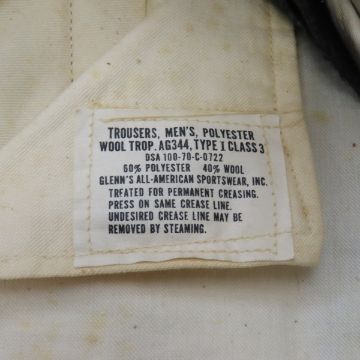 TROUSERS, MEN'S, POLYESTER
WOOL TROP. AG344, TYPE I CLASS 3
DSA 100-70-C-0722
60% POLYESTER 40% WOOL
GLENN'S ALL-AMERICAN SPORTSWEAR, INC.
TREATED FOR PERMANENT CREASING.
PRESS ON SAME CREASE LINE.
UNDESIRED CREASE LINE MAY BE
REMOVED BY STEAMING.